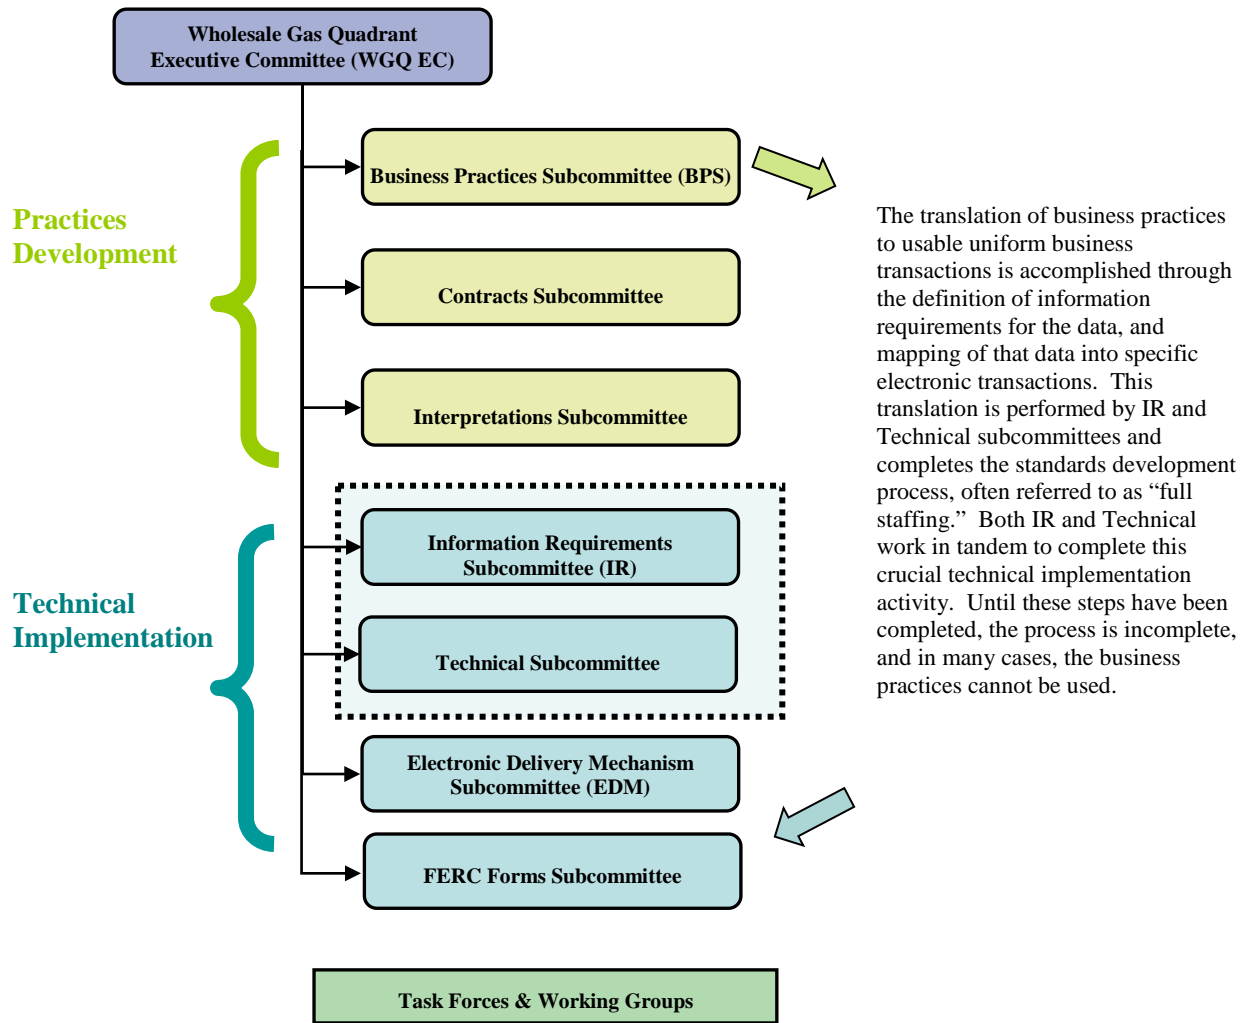 Wholesale Gas Quadrant
Executive Committee (WGQ EC)
Business Practices Subcommittee (BPS)
Practices
Development
Contracts Subcommittee
Interpretations Subcommittee
Information Requirements
Subcommittee (IR)
Technical
Implementation
Technical Subcommittee
Electronic Delivery Mechanism
Subcommittee (EDM)
FERC Forms Subcommittee
Task Forces & Working Groups
The translation of business practices
to usable uniform business
transactions is accomplished through
the definition of information
requirements for the data, and
mapping of that data into specific
electronic transactions.  This
translation is performed by IR and
Technical subcommittees and
completes the standards development
process, often referred to as “full
staffing.”  Both IR and Technical
work in tandem to complete this
crucial technical implementation
activity.  Until these steps have been
completed, the process is incomplete,
and in many cases, the business
practices cannot be used.